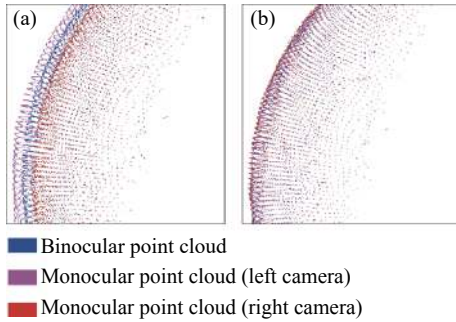 (a)
(b)
Binocular point cloud
Monocular point cloud (left camera)
Monocular point cloud (right camera)